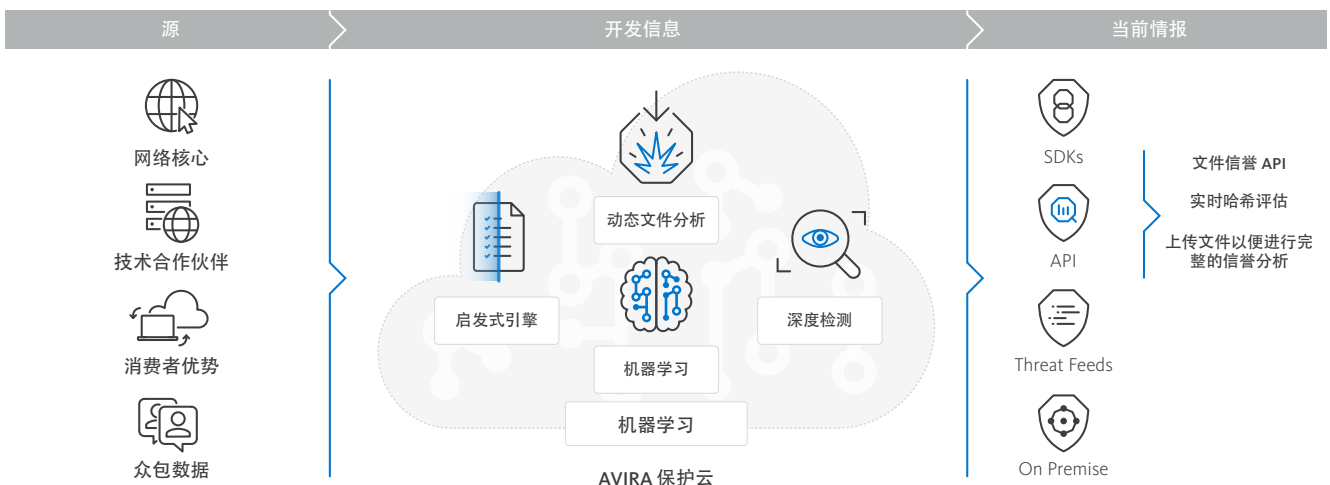 源
开发信息
当前情报
网络核心
技术合作伙伴
消费者优势
众包数据
动态文件分析
启发式引擎
深度检测
机器学习
机器学习
AVIRA 保护云
SDKs
API
Threat Feeds
On Premise
文件信誉 API
实时哈希评估
上传文件以便进行完
整的信誉分析